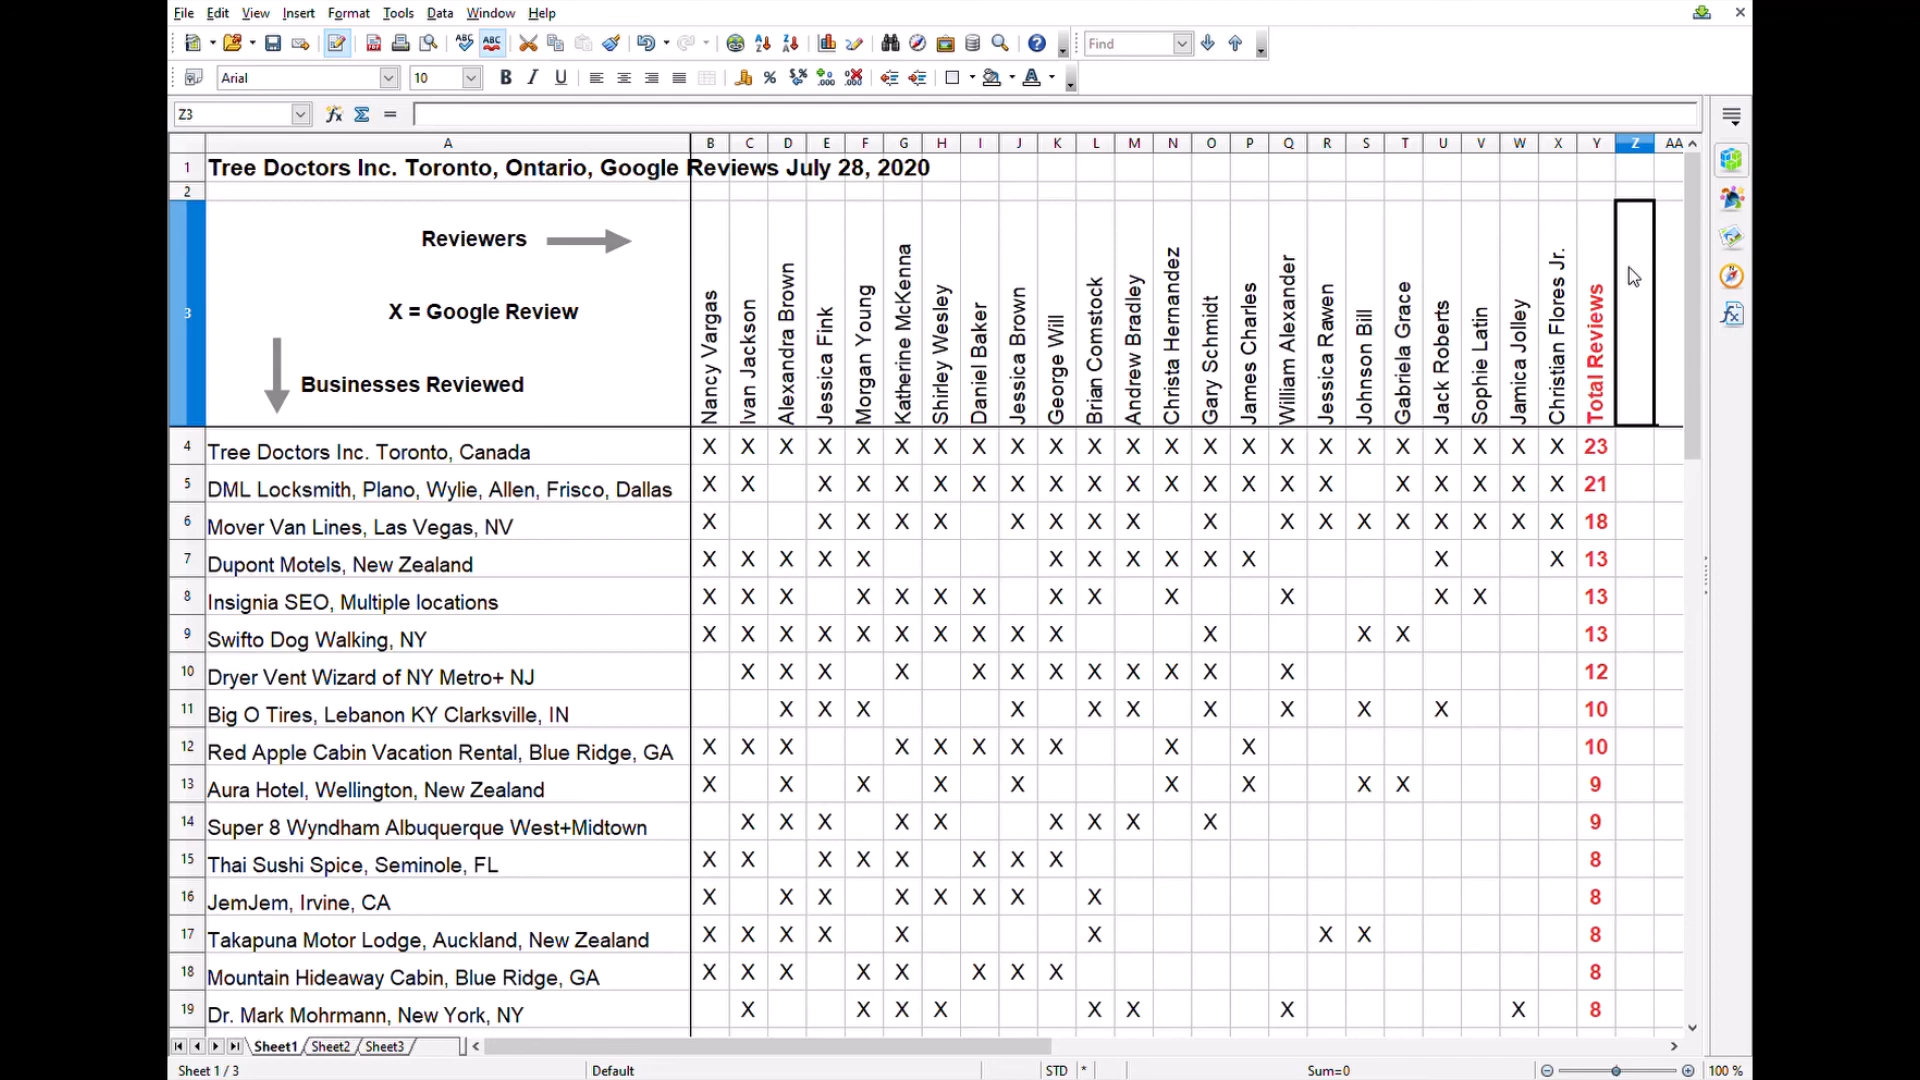 File Edit View Insert Format Tools Data Window Help
Find
Arial 10
Z3
A B C D E F G H I J K L M N O P Q R S T U V W X Y Z AA
1 Tree Doctors Inc. Toronto, Ontario, Google Reviews July 28, 2020
2
3
Reviewers
X = Google Review
Businesses Reviewed
Nancy Vargas
Ivan Jackson
Alexandra Brown
Jessica Fink
Morgan Young
Katherine McKenna
Shirley Wesley
Daniel Baker
Jessica Brown
George Will
Brian Comstock
Andrew Bradley
Christa Hernandez
Gary Schmidt
James Charles
William Alexander
Jessica Rawen
Johnson Bill
Gabriela Grace
Jack Roberts
Sophie Latin
Jamica Jolley
Christian Flores Jr.
Total Reviews
4 Tree Doctors Inc. Toronto, Canada X X X X X X X X X X X X X X X X X X X X X X X 23
5 DML Locksmith, Plano, Wylie, Allen, Frisco, Dallas X X X X X X X X X X X X X X X X X X X X X 21
6 Mover Van Lines, Las Vegas, NV X X X X X X X X X X X X X X X X X X 18
7 Dupont Motels, New Zealand X X X X X X X X X X X X X 13
8 Insignia SEO, Multiple locations X X X X X X X X X X X X X 13
9 Swifto Dog Walking, NY X X X X X X X X X X X X X 13
10 Dryer Vent Wizard of NY Metro+ NJ X X X X X X X X X X X X 12
11 Big O Tires, Lebanon KY Clarksville, IN X X X X X X X X X X 10
12 Red Apple Cabin Vacation Rental, Blue Ridge, GA X X X X X X X X X X 10
13 Aura Hotel, Wellington, New Zealand X X X X X X X X X 9
14 Super 8 Wyndham Albuquerque West+Midtown X X X X X X X X X 9
15 Thai Sushi Spice, Seminole, FL X X X X X X X X 8
16 JemJem, Irvine, CA X X X X X X X X 8
17 Takapuna Motor Lodge, Auckland, New Zealand X X X X X X X X 8
18 Mountain Hideaway Cabin, Blue Ridge, GA X X X X X X X X 8
19 Dr. Mark Mohrmann, New York, NY X X X X X X X X 8
Sheet1 Sheet2 Sheet3
Sheet 1 / 3 Default STD * Sum=0 100 %